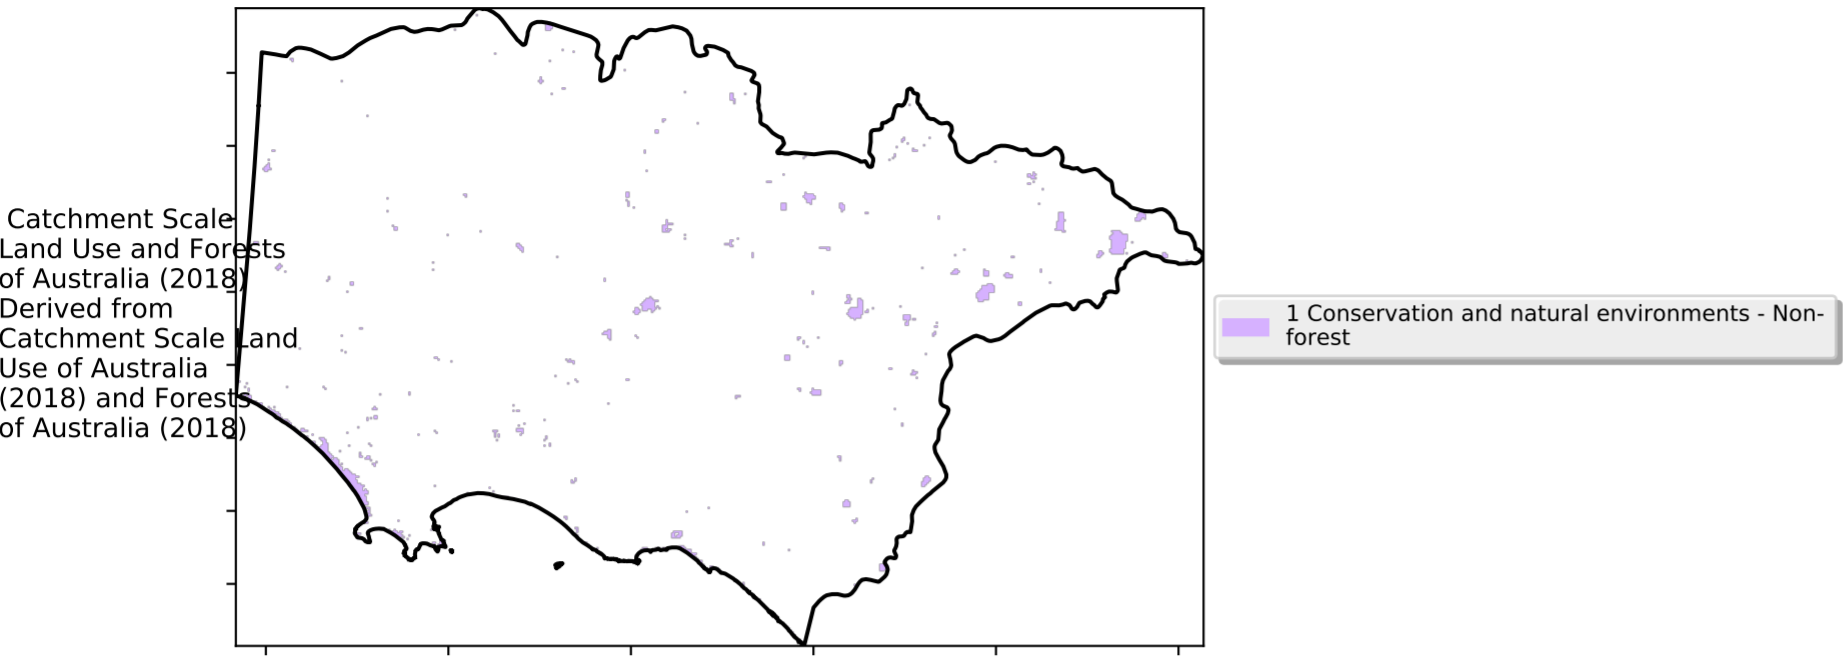 Catchment Scale
Land Use and Forests
of Australia (2018)
Derived from
Catchment Scale Land
Use of Australia
(2018) and Forests
of Australia (2018)
1 Conservation and natural environments - Non-
forest